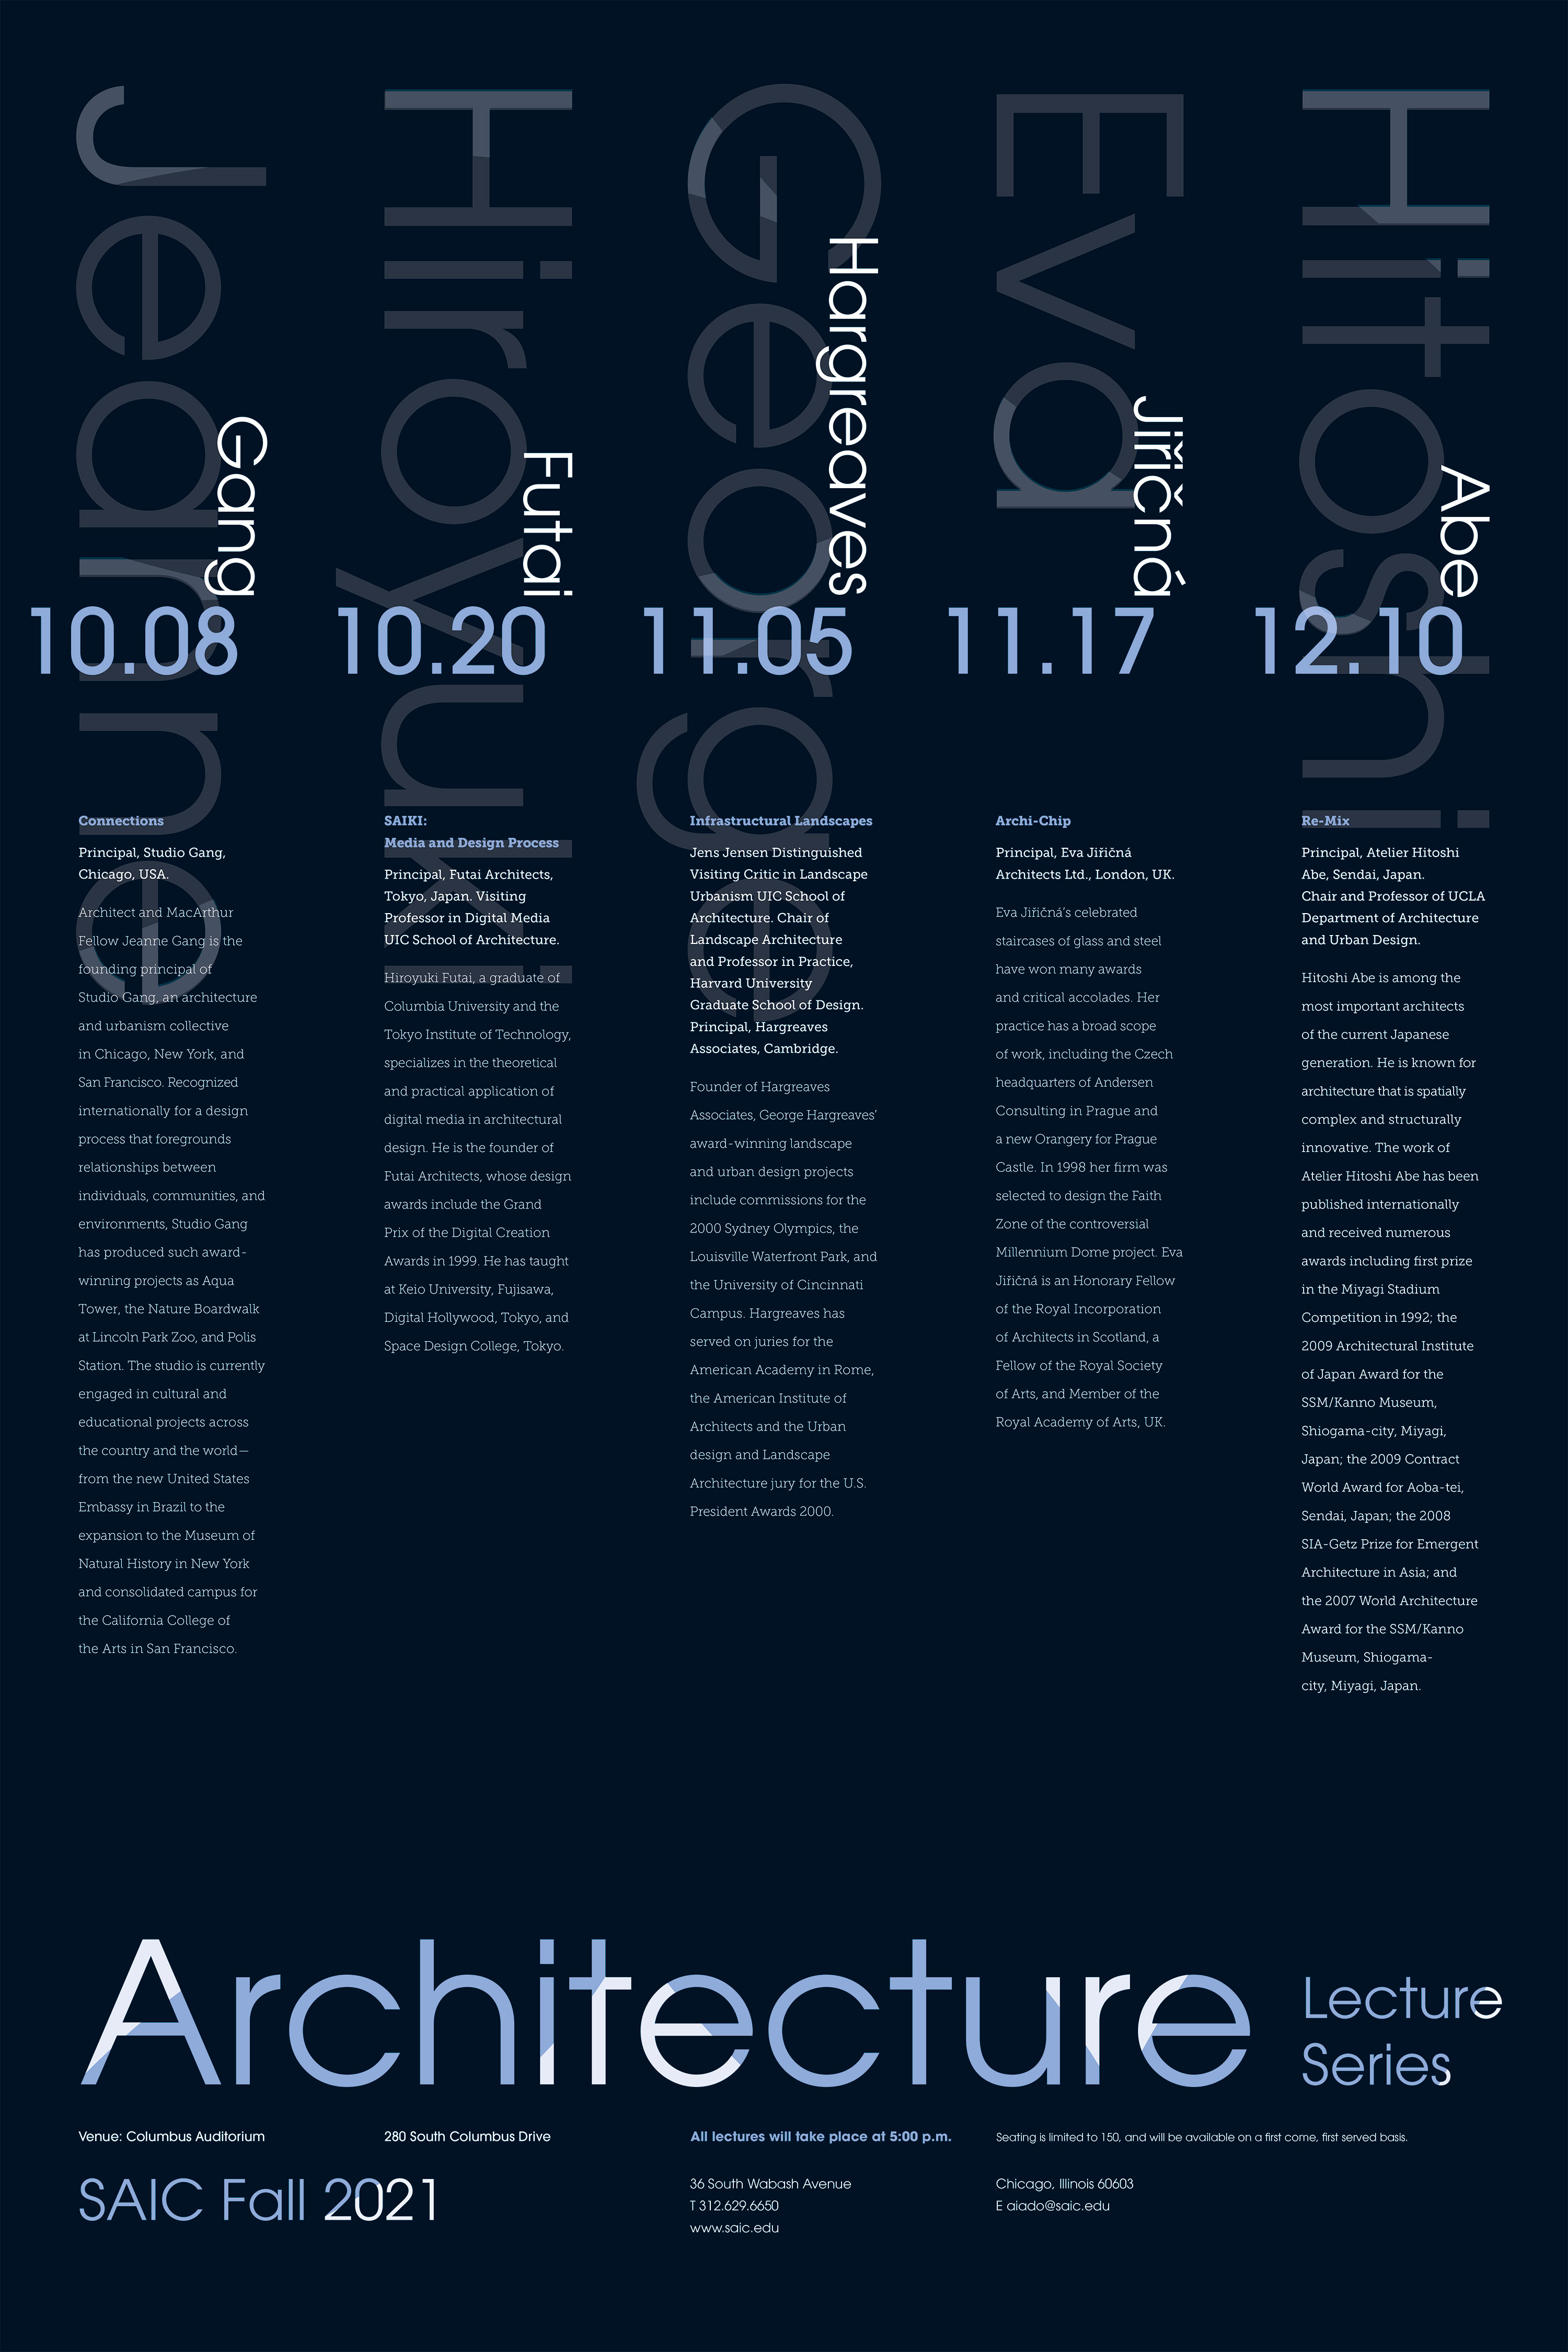 Jeanne
Gang
10.08
Connections
Principal, Studio Gang,
Chicago, USA.
Architect and MacArthur
Fellow Jeanne Gang is the
founding principal of
Studio Gang, an architecture
and urbanism collective
in Chicago, New York, and
San Francisco. Recognized
internationally for a design
process that foregrounds
relationships between
individuals, communities, and
environments, Studio Gang
has produced such award-
winning projects as Aqua
Tower, the Nature Boardwalk
at Lincoln Park Zoo, and Polis
Station. The studio is currently
engaged in cultural and
educational projects across
the country and the world—
from the new United States
Embassy in Brazil to the
expansion to the Museum of
Natural History in New York
and consolidated campus for
the California College of
the Arts in San Francisco.
Hiroyuki
Futai
10.20
SAIKI:
Media and Design Process
Principal, Futai Architects,
Tokyo, Japan. Visiting
Professor in Digital Media
UIC School of Architecture.
Hiroyuki Futai, a graduate of
Columbia University and the
Tokyo Institute of Technology,
specializes in the theoretical
and practical application of
digital media in architectural
design. He is the founder of
Futai Architects, whose design
awards include the Grand
Prix of the Digital Creation
Awards in 1999. He has taught
at Keio University, Fujisawa,
Digital Hollywood, Tokyo, and
Space Design College, Tokyo.
George
Hargreaves
11.05
Infrastructural Landscapes
Jens Jensen Distinguished
Visiting Critic in Landscape
Urbanism UIC School of
Architecture. Chair of
Landscape Architecture
and Professor in Practice,
Harvard University
Graduate School of Design.
Principal, Hargreaves
Associates, Cambridge.
Founder of Hargreaves
Associates, George Hargreaves’
award-winning landscape
and urban design projects
include commissions for the
2000 Sydney Olympics, the
Louisville Waterfront Park, and
the University of Cincinnati
Campus. Hargreaves has
served on juries for the
American Academy in Rome,
the American Institute of
Architects and the Urban
design and Landscape
Architecture jury for the U.S.
President Awards 2000.
Eva
Jiřičná
11.17
Archi-Chip
Principal, Eva Jiřičná
Architects Ltd., London, UK.
Eva Jiřičná’s celebrated
staircases of glass and steel
have won many awards
and critical accolades. Her
practice has a broad scope
of work, including the Czech
headquarters of Andersen
Consulting in Prague and
a new Orangery for Prague
Castle. In 1998 her firm was
selected to design the Faith
Zone of the controversial
Millennium Dome project. Eva
Jiřičná is an Honorary Fellow
of the Royal Incorporation
of Architects in Scotland, a
Fellow of the Royal Society
of Arts, and Member of the
Royal Academy of Arts, UK.
Hitoshi
Abe
12.10
Re-Mix
Principal, Atelier Hitoshi
Abe, Sendai, Japan.
Chair and Professor of UCLA
Department of Architecture
and Urban Design.
Hitoshi Abe is among the
most important architects
of the current Japanese
generation. He is known for
architecture that is spatially
complex and structurally
innovative. The work of
Atelier Hitoshi Abe has been
published internationally
and received numerous
awards including first prize
in the Miyagi Stadium
Competition in 1992; the
2009 Architectural Institute
of Japan Award for the
SSM/Kanno Museum,
Shiogama-city, Miyagi,
Japan; the 2009 Contract
World Award for Aoba-tei,
Sendai, Japan; the 2008
SIA-Getz Prize for Emergent
Architecture in Asia; and
the 2007 World Architecture
Award for the SSM/Kanno
Museum, Shiogama-
city, Miyagi, Japan.
Architecture
Lecture
Series
Venue: Columbus Auditorium
280 South Columbus Drive
All lectures will take place at 5:00 p.m.
Seating is limited to 150, and will be available on a first come, first served basis.
SAIC Fall 2021
36 South Wabash Avenue
T 312.629.6650
www.saic.edu
Chicago, Illinois 60603
E aiado@saic.edu